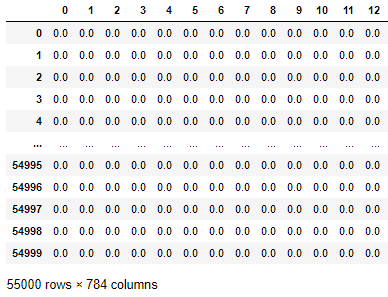 0 1 2 3 4 5 6 7 8 9 10 11 12
0 0.0 0.0 0.0 0.0 0.0 0.0 0.0 0.0 0.0 0.0 0.0 0.0 0.0
1 0.0 0.0 0.0 0.0 0.0 0.0 0.0 0.0 0.0 0.0 0.0 0.0 0.0
2 0.0 0.0 0.0 0.0 0.0 0.0 0.0 0.0 0.0 0.0 0.0 0.0 0.0
3 0.0 0.0 0.0 0.0 0.0 0.0 0.0 0.0 0.0 0.0 0.0 0.0 0.0
4 0.0 0.0 0.0 0.0 0.0 0.0 0.0 0.0 0.0 0.0 0.0 0.0 0.0
... ... ... ... ... ... ... ... ... ... ... ... ... ...
54995 0.0 0.0 0.0 0.0 0.0 0.0 0.0 0.0 0.0 0.0 0.0 0.0 0.0
54996 0.0 0.0 0.0 0.0 0.0 0.0 0.0 0.0 0.0 0.0 0.0 0.0 0.0
54997 0.0 0.0 0.0 0.0 0.0 0.0 0.0 0.0 0.0 0.0 0.0 0.0 0.0
54998 0.0 0.0 0.0 0.0 0.0 0.0 0.0 0.0 0.0 0.0 0.0 0.0 0.0
54999 0.0 0.0 0.0 0.0 0.0 0.0 0.0 0.0 0.0 0.0 0.0 0.0 0.0
55000 rows × 784 columns